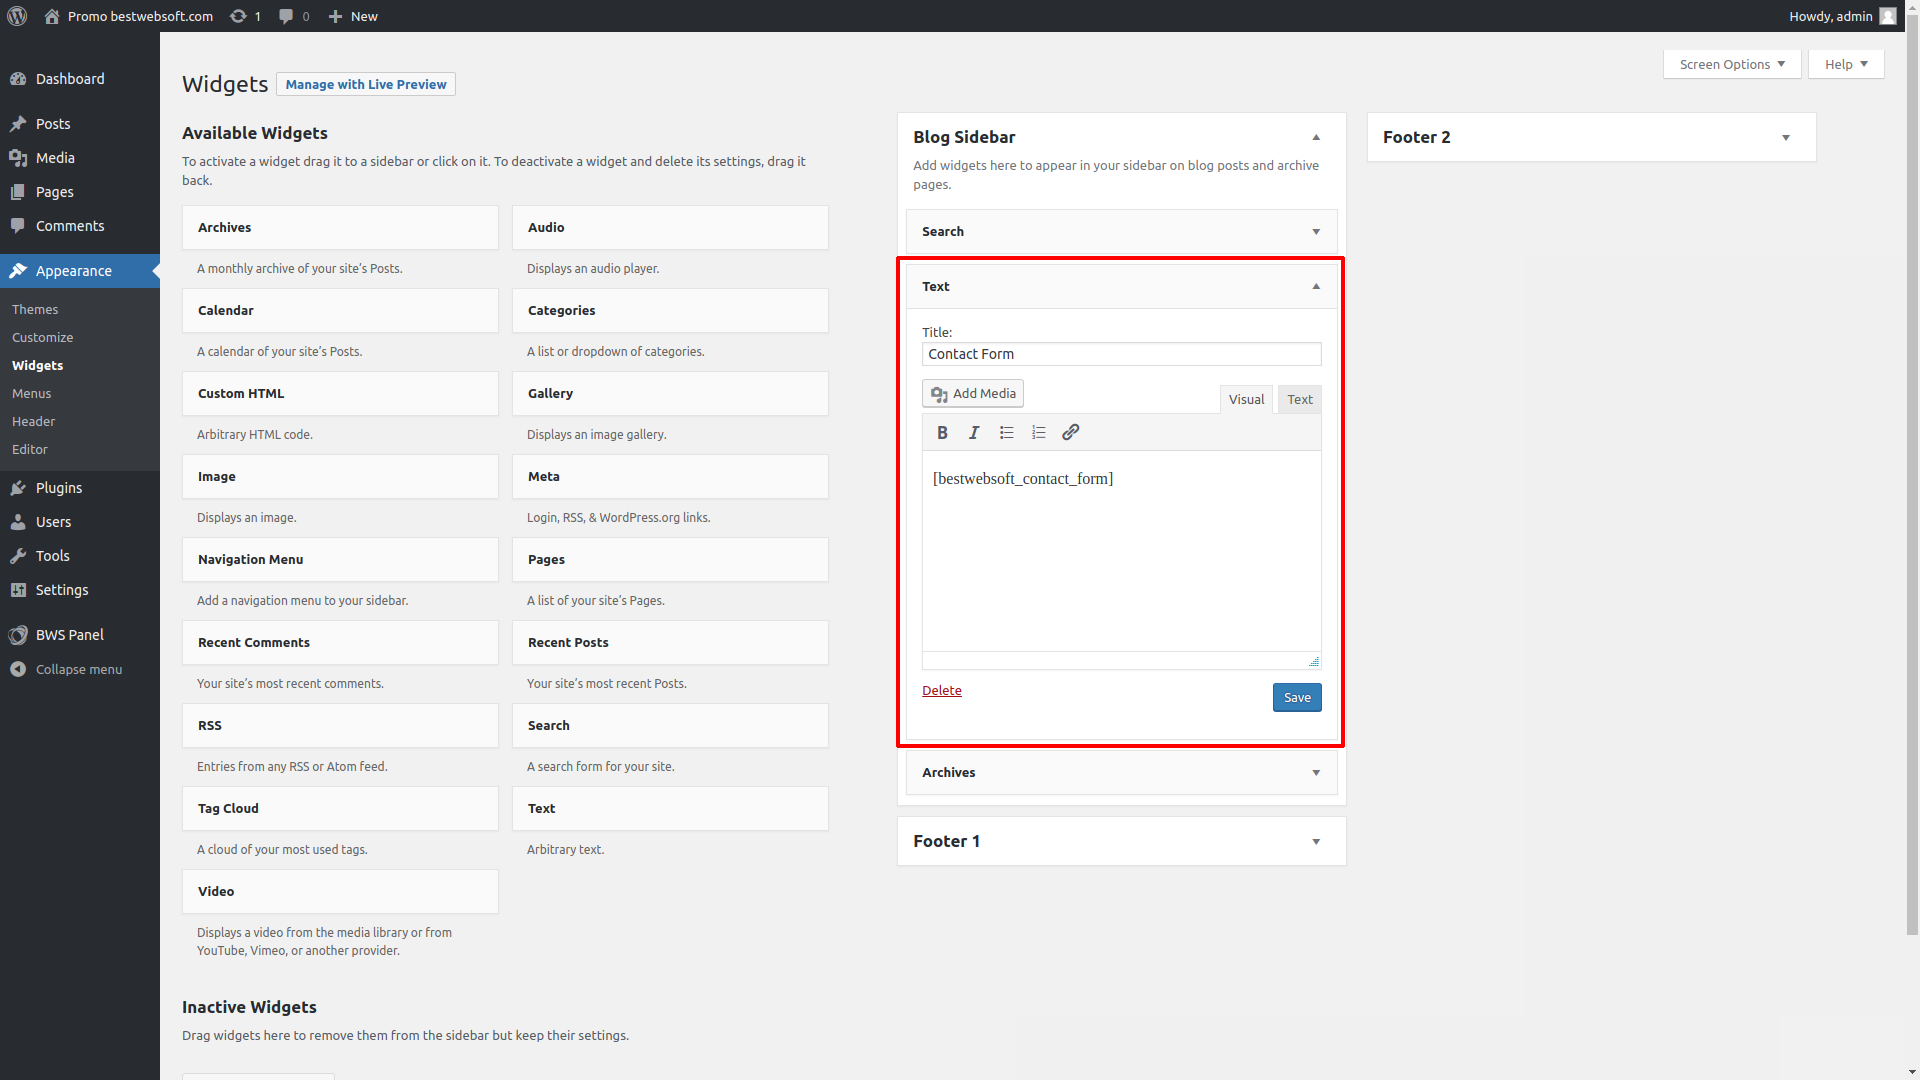 Promo bestwebsoft.com 1 0 New Howdy, admin
Dashboard
Posts
Media
Pages
Comments
Appearance
Themes
Customize
Widgets
Menus
Header
Editor
Plugins
Users
Tools
Settings
BWS Panel
Collapse menu
Screen Options Help
Widgets Manage with Live Preview
Available Widgets
To activate a widget drag it to a sidebar or click on it. To deactivate a widget and delete its settings, drag it
back.
Archives Audio
A monthly archive of your site’s Posts. Displays an audio player.
Calendar Categories
A calendar of your site’s Posts. A list or dropdown of categories.
Custom HTML Gallery
Arbitrary HTML code. Displays an image gallery.
Image Meta
Displays an image. Login, RSS, & WordPress.org links.
Navigation Menu Pages
Add a navigation menu to your sidebar. A list of your site’s Pages.
Recent Comments Recent Posts
Your site’s most recent comments. Your site’s most recent Posts.
RSS Search
Entries from any RSS or Atom feed. A search form for your site.
Tag Cloud Text
A cloud of your most used tags. Arbitrary text.
Video
Displays a video from the media library or from
YouTube, Vimeo, or another provider.
Inactive Widgets
Drag widgets here to remove them from the sidebar but keep their settings.
Blog Sidebar
Add widgets here to appear in your sidebar on blog posts and archive
pages.
Search
Text
Title:
Contact Form
Add Media Visual Text
B I
[bestwebsoft_contact_form]
Delete Save
Archives
Footer 1
Footer 2